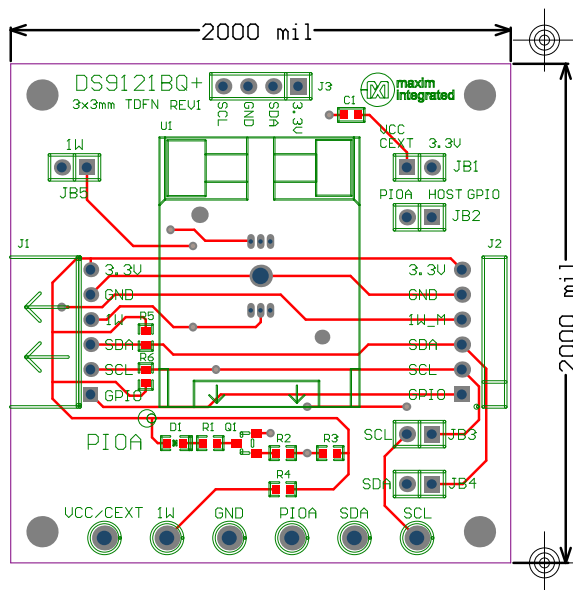 2000 mil
DS9121BQ+
3x3mm TDFN REV1
J3
SCL
GND
SDA
3.3V
maxim
integrated
C1
U1
VCC
CEXT 3.3V
1W
JB1
JB5
PIOA HOST GPIO
JB2
J1
J2
3.3V
3.3V
GND
GND
1W
R5
1W_M
SDA
SDA
R6
SCL
SCL
GPIO
GPIO
2000 mil
PIOA
D1
R1
Q1
R2
R3
SCL
JB3
R4
SDA
JB4
VCC/CEXT
1W
GND
PIOA
SDA
SCL